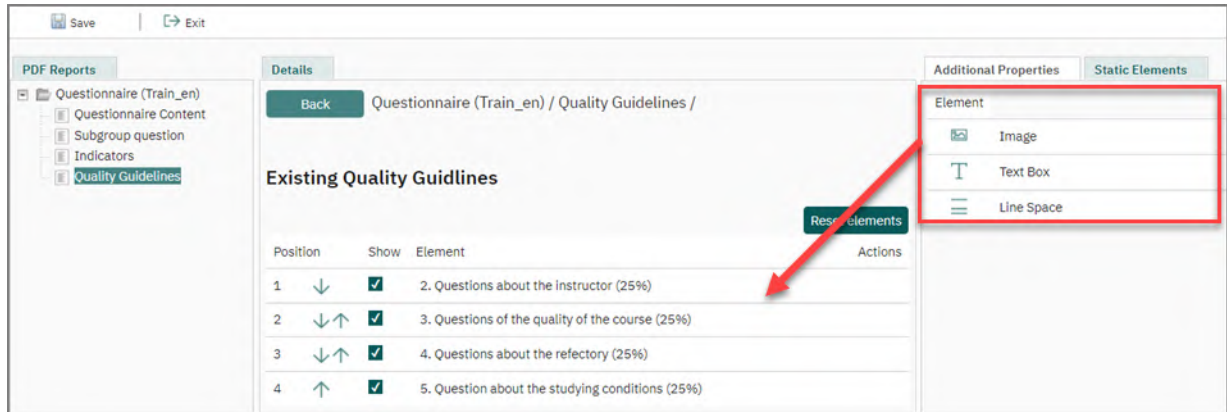 Save | Exit
PDF Reports
Questionnaire (Train_en)
Questionnaire Content
Subgroup question
Indicators
Quality Guidelines
Details
Back Questionnaire (Train_en) / Quality Guidelines /
Existing Quality Guidlines
elements
Position Show Element Actions
1 2. Questions about the instructor (25%)
2 3. Questions of the quality of the course (25%)
3 4. Questions about the refectory (25%)
4 5. Question about the studying conditions (25%)
Additional Properties Static Elements
Element
Image
Text Box
Line Space